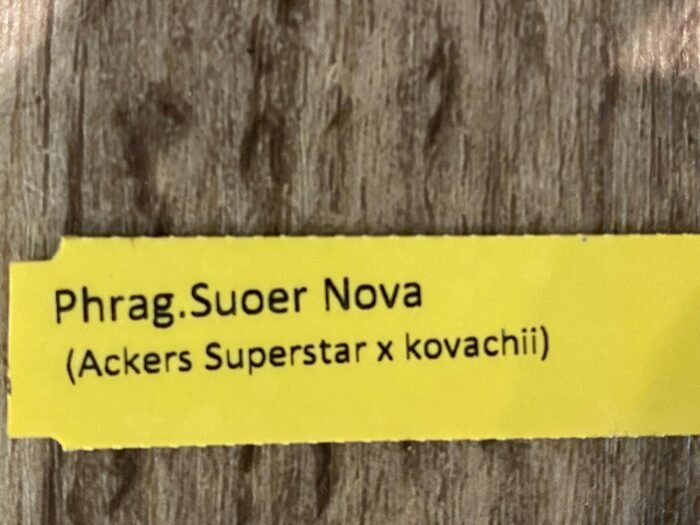 Phrag.Suoer Nova
(Ackers Superstar x kovachii)